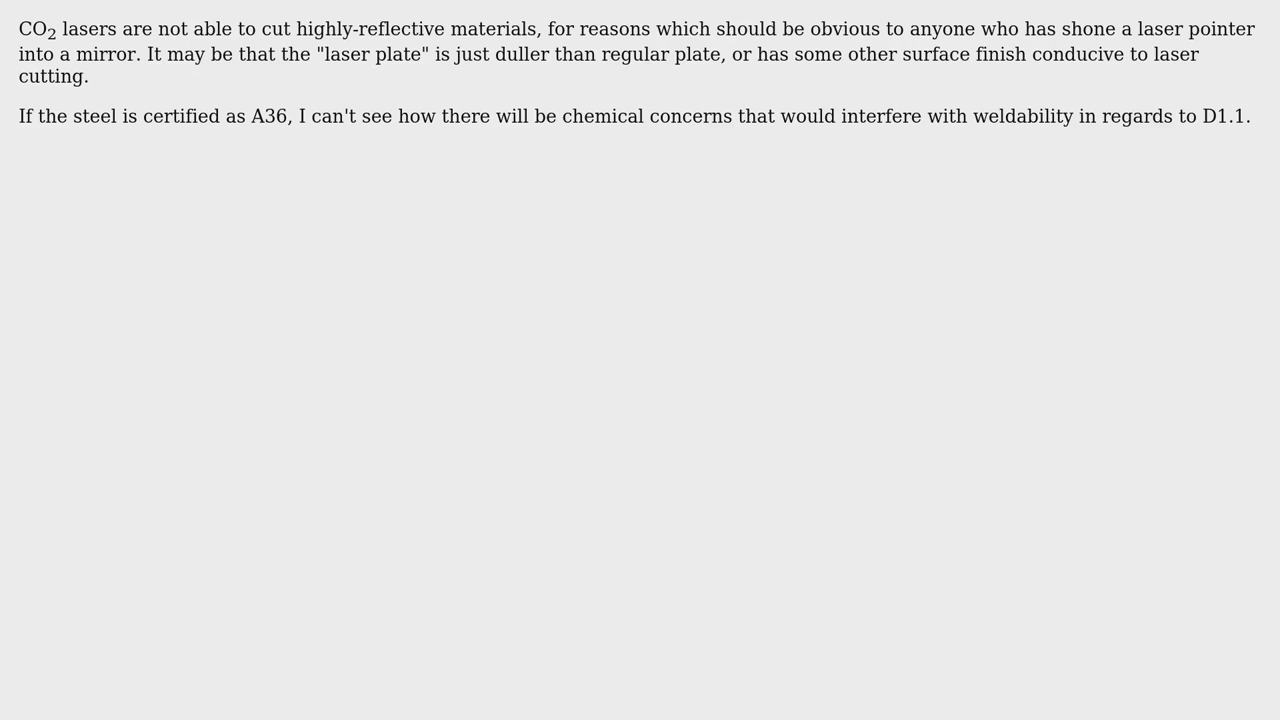 CO₂ lasers are not able to cut highly-reflective materials, for reasons which should be obvious to anyone who has shone a laser pointer
into a mirror. It may be that the "laser plate" is just duller than regular plate, or has some other surface finish conducive to laser
cutting.
If the steel is certified as A36, I can't see how there will be chemical concerns that would interfere with weldability in regards to D1.1.